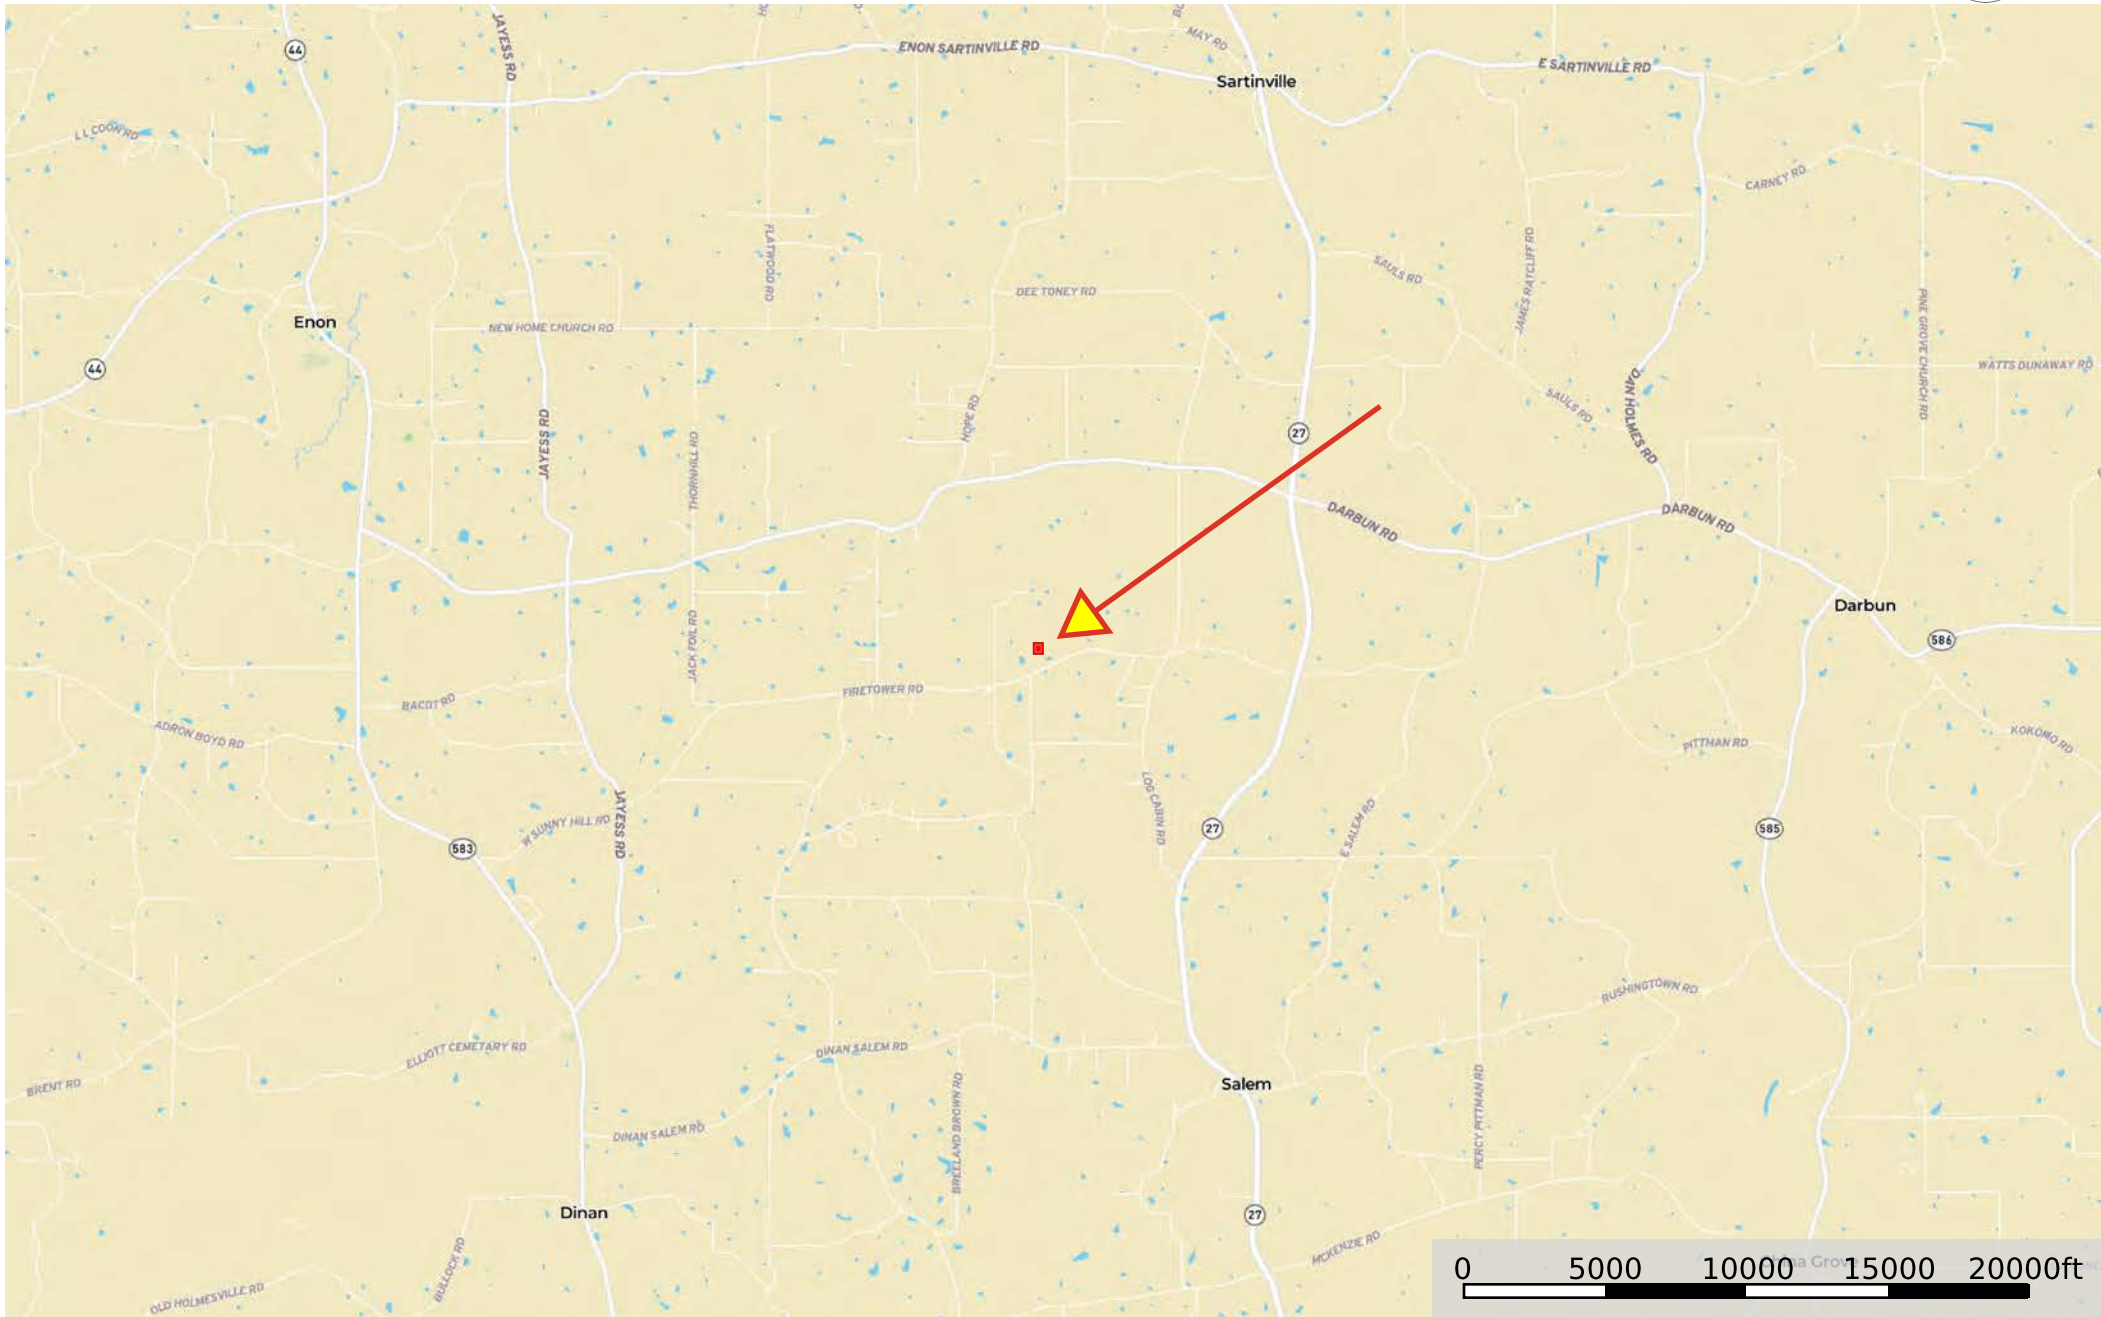 44
JAYESS RD
MAY RD
ENON SARTINVILLE RD
Sartinville
E SARTINVILLE RD
L L COON RD
CARNEY RD
FLATWOOD RD
SAULS RD
JAMES RATCLIFF RD
DEE TONEY RD
Enon
NEW HOME CHURCH RD
PINE GROVE CHURCH RD
44
WATTS DUNAWAY RD
HOPE RD
SAULS RD
DAN HOLMES RD
JAYESS RD
27
THORNHILL RD
DARBUN RD
DARBUN RD
Darbun
586
JACK FOIL RD
FIRETOWER RD
BACOT RD
ADRON BOYD RD
PITTMAN RD
KOKOMO RD
LOG CABIN RD
JAYESS RD
W SUNNY HILL RD
27
E SALEM RD
585
583
RUSHINGTOWN RD
ELLIOTT CEMETARY RD
DINAN SALEM RD
BRENT RD
Salem
PERCY PITTMAN RD
BREELAND BROWN RD
DINAN SALEM RD
Dinan
27
MCKENZIE RD
BULLOCK RD
OLD HOLMESVILLE RD
China Grove
0 5000 10000 15000 20000ft